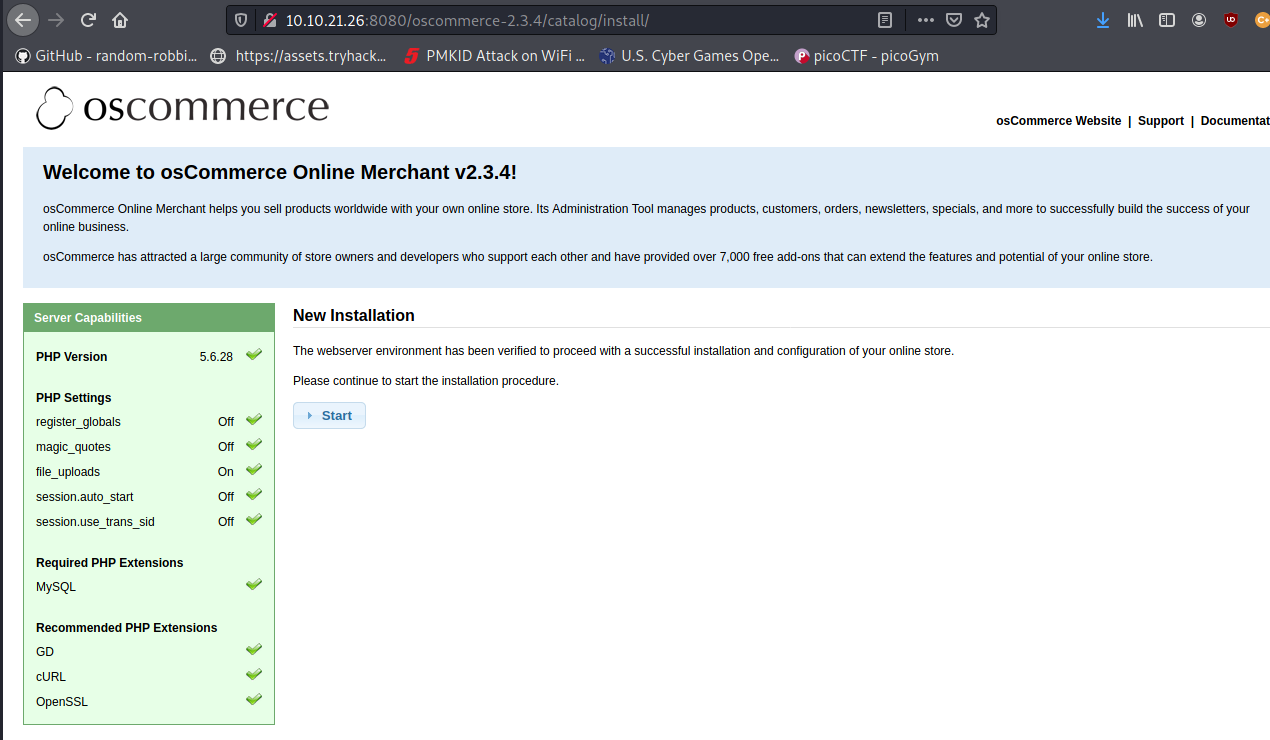 10.10.21.26:8080/oscommerce-2.3.4/catalog/install/
GitHub - random-robbi... https://assets.tryhack... PMKID Attack on WiFi ... U.S. Cyber Games Ope... picoCTF - picoGym
oscommerce
osCommerce Website | Support | Documentat
Welcome to osCommerce Online Merchant v2.3.4!
osCommerce Online Merchant helps you sell products worldwide with your own online store. Its Administration Tool manages products, customers, orders, newsletters, specials, and more to successfully build the success of your
online business.
osCommerce has attracted a large community of store owners and developers who support each other and have provided over 7,000 free add-ons that can extend the features and potential of your online store.
Server Capabilities
PHP Version 5.6.28
PHP Settings
register_globals Off
magic_quotes Off
file_uploads On
session.auto_start Off
session.use_trans_sid Off
Required PHP Extensions
MySQL
Recommended PHP Extensions
GD
cURL
OpenSSL
New Installation
The webserver environment has been verified to proceed with a successful installation and configuration of your online store.
Please continue to start the installation procedure.
Start